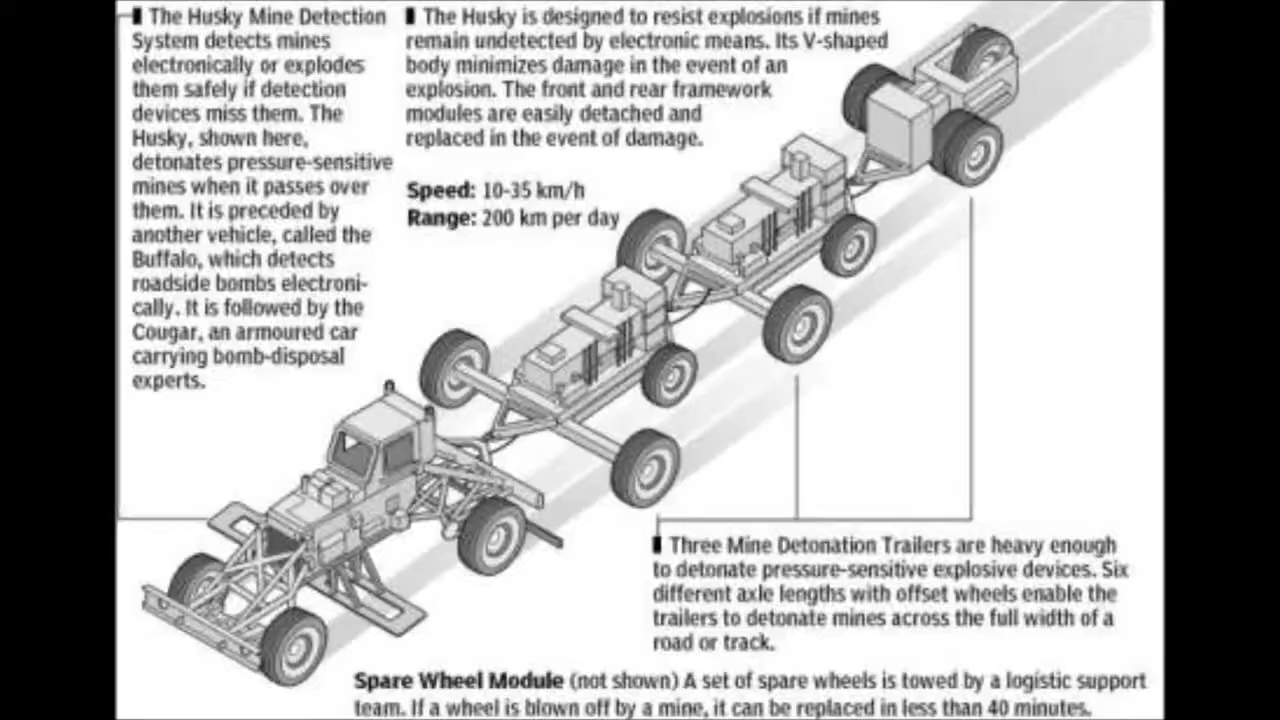 The Husky Mine Detection
System detects mines
electronically or explodes
them safely if detection
devices miss them. The
Husky, shown here,
detonates pressure-sensitive
mines when it passes over
them. It is preceded by
another vehicle, called the
Buffalo, which detects
roadside bombs electroni-
cally. It is followed by the
Cougar, an armoured car
carrying bomb-disposal
experts.
The Husky is designed to resist explosions if mines
remain undetected by electronic means. Its V-shaped
body minimizes damage in the event of an
explosion. The front and rear framework
modules are easily detached and
replaced in the event of damage.
Speed: 10-35 km/h
Range: 200 km per day
Three Mine Detonation Trailers are heavy enough
to detonate pressure-sensitive explosive devices. Six
different axle lengths with offset wheels enable the
trailers to detonate mines across the full width of a
road or track.
Spare Wheel Module (not shown) A set of spare wheels is towed by a logistic support
team. If a wheel is blown off by a mine, it can be replaced in less than 40 minutes.